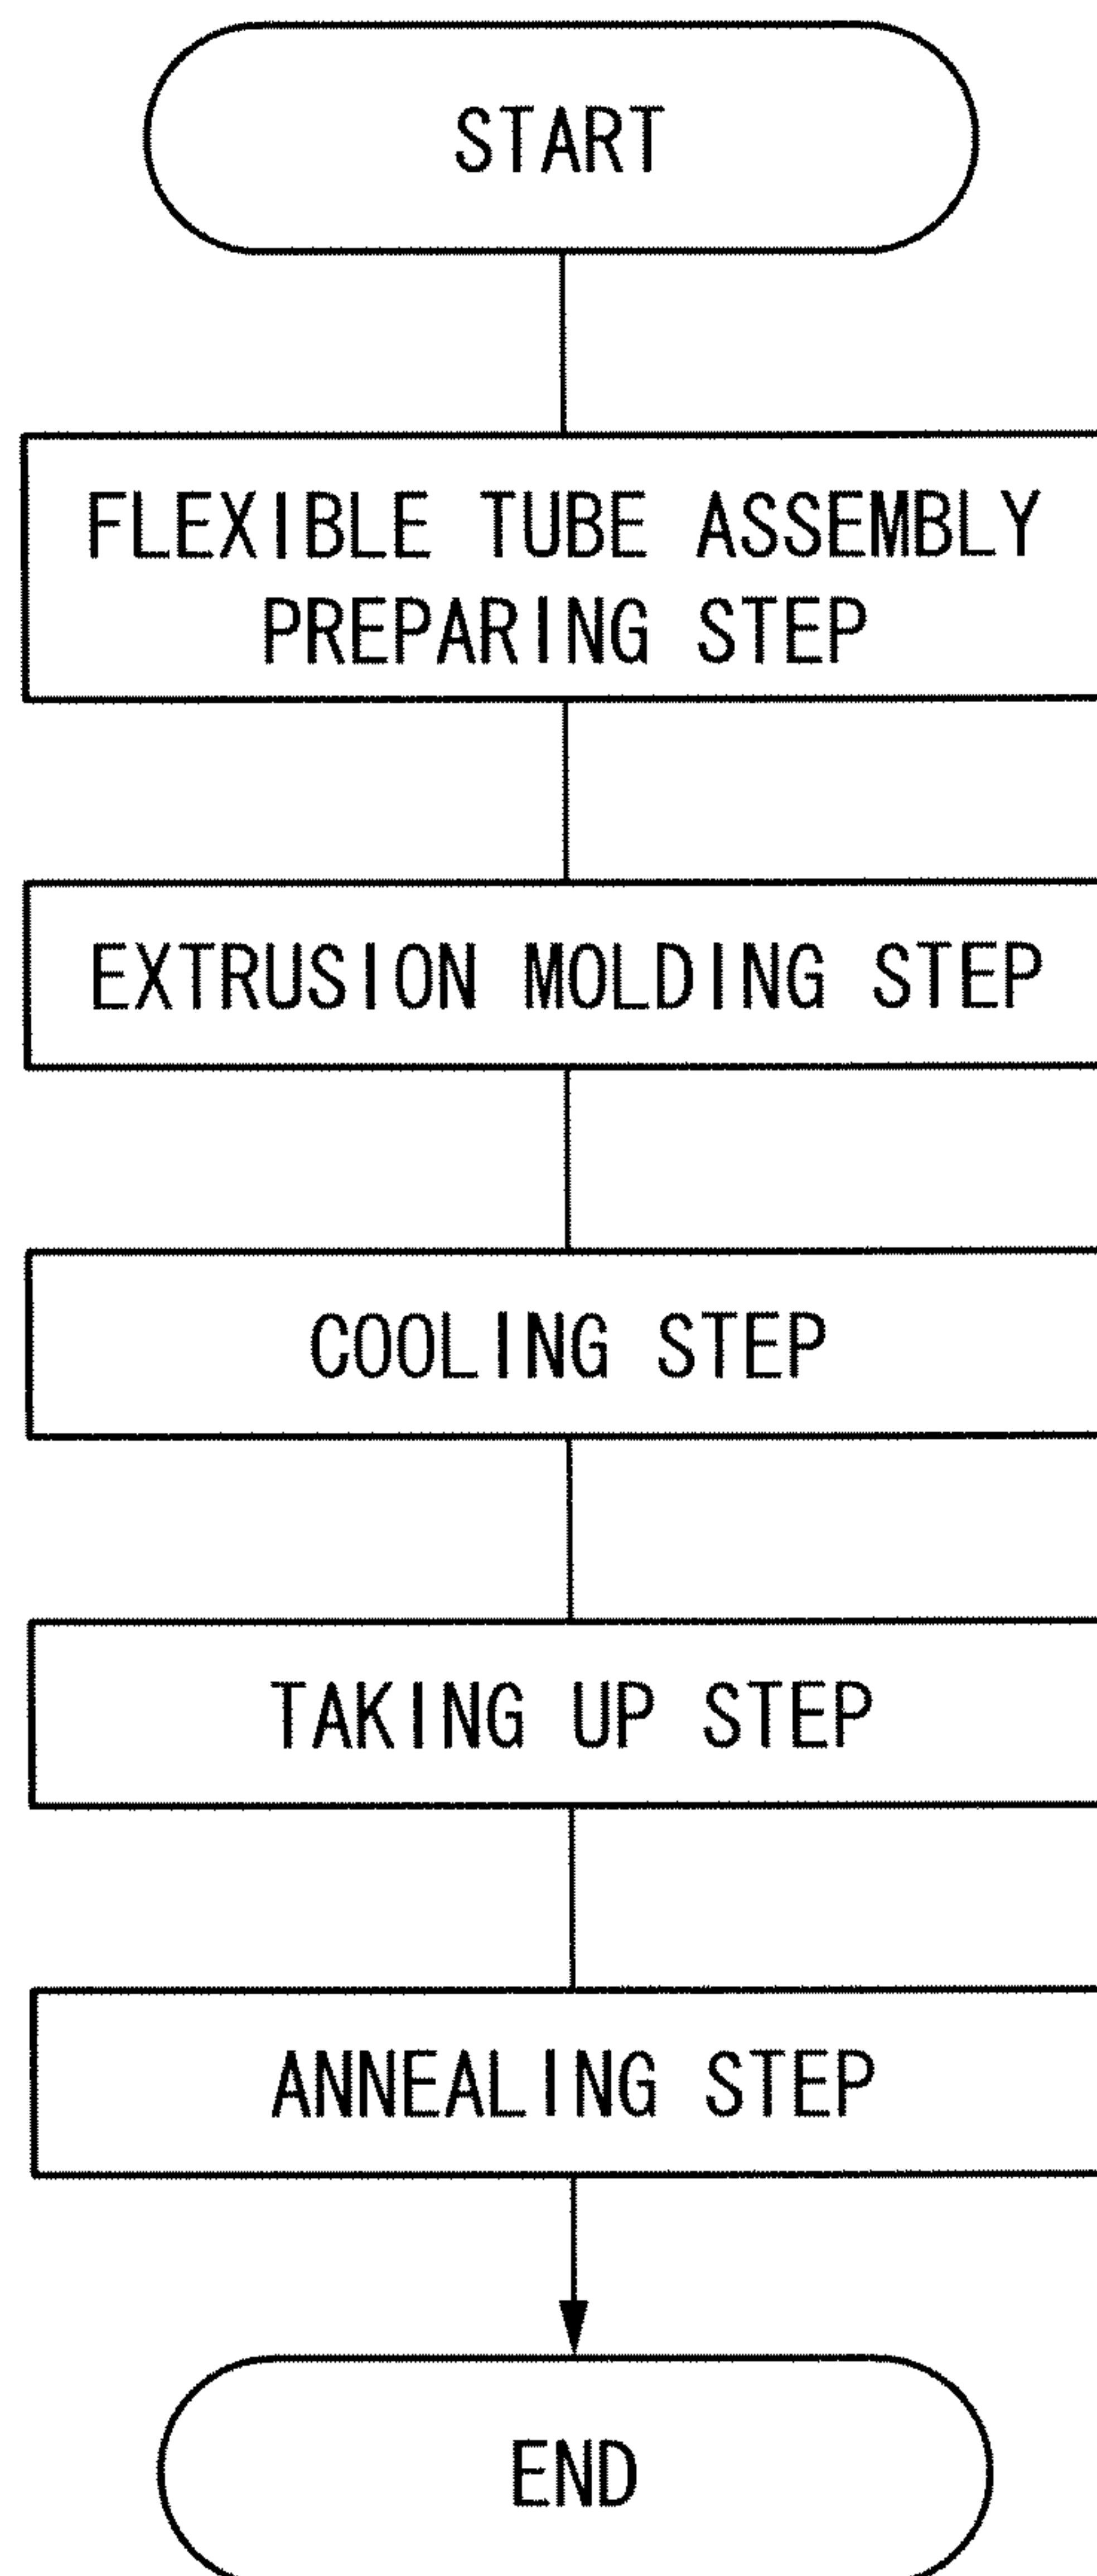 START
FLEXIBLE TUBE ASSEMBLY
PREPARING STEP
EXTRUSION MOLDING STEP
COOLING STEP
TAKING UP STEP
ANNEALING STEP
END